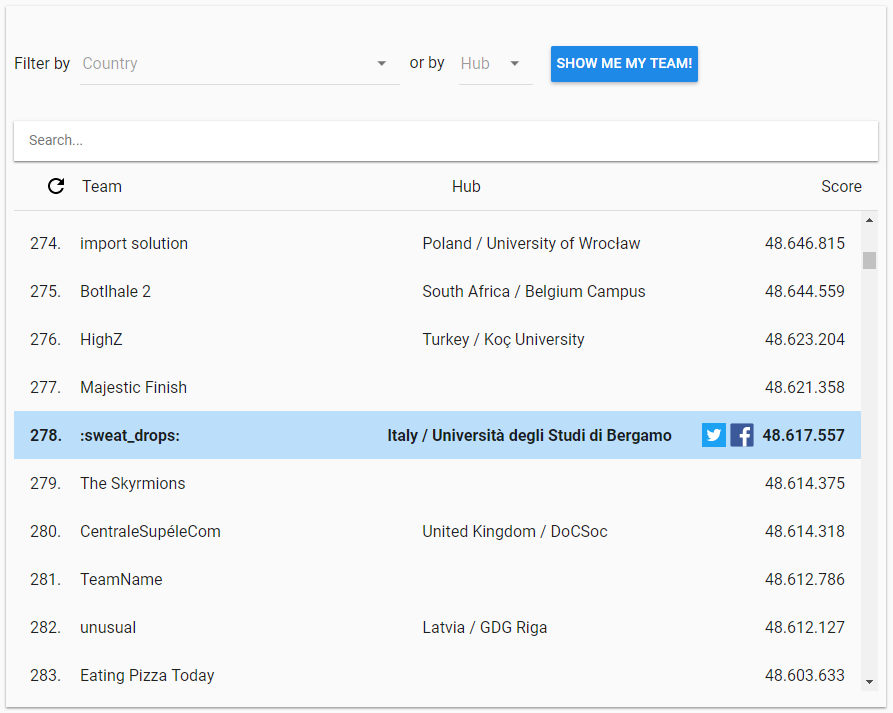 Filter by Country or by Hub SHOW ME MY TEAM!
Search...
Team Hub Score
274. import solution Poland / University of Wrocław 48.646.815
275. Botlhale 2 South Africa / Belgium Campus 48.644.559
276. HighZ Turkey / Koç University 48.623.204
277. Majestic Finish 48.621.358
278. :sweat_drops: Italy / Università degli Studi di Bergamo 48.617.557
279. The Skyrmions 48.614.375
280. CentraleSupéleCom United Kingdom / DoCSoc 48.614.318
281. TeamName 48.612.786
282. unusual Latvia / GDG Riga 48.612.127
283. Eating Pizza Today 48.603.633